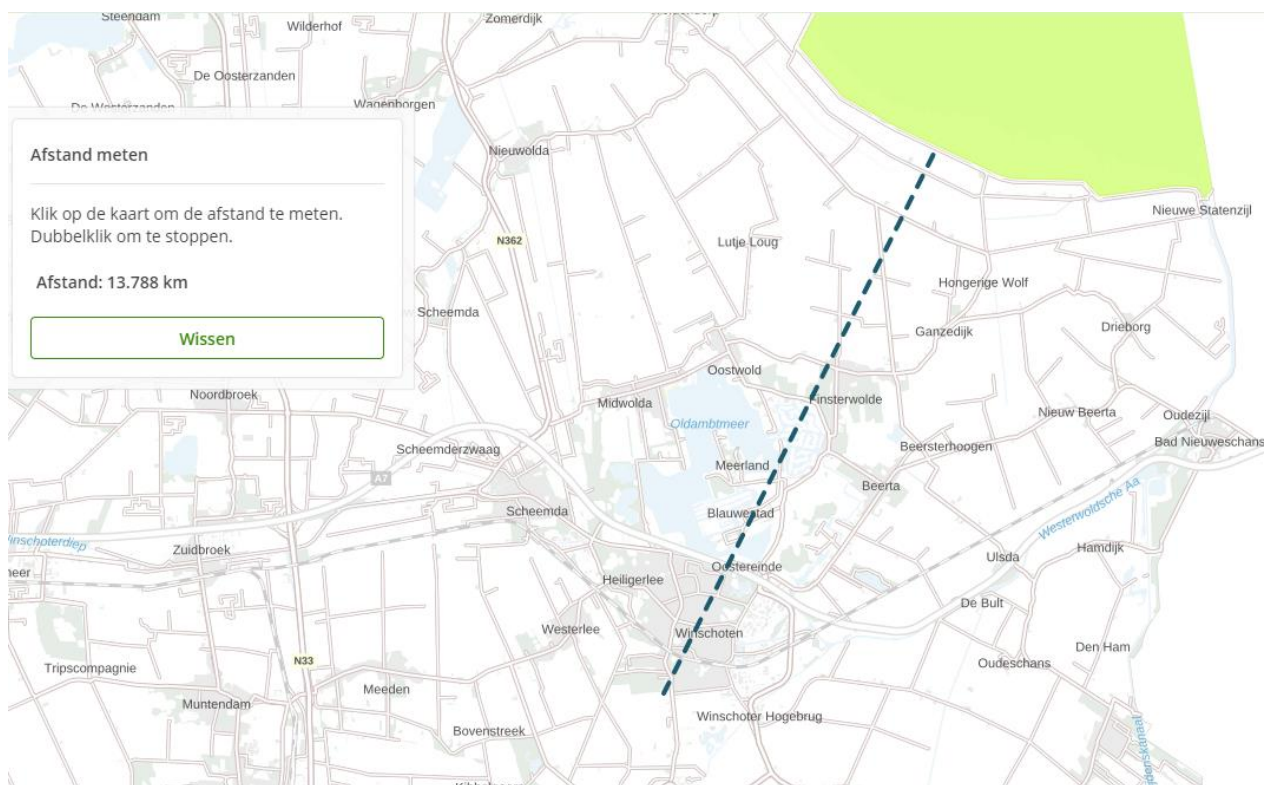 Steendam
Wilderhof
Zomerdijk
De Oosterzanden
De Westerzanden
Wagenborgen
Afstand meten
Klik op de kaart om de afstand te meten.
Dubbelklik om te stoppen.
Afstand: 13.788 km
Wissen
Nieuwolda
N362
Lutje Loug
Nieuwe Statenzijl
Hongerige Wolf
Scheemda
Ganzedijk
Drieborg
Oostwold
Noordbroek
Midwolda
Finsterwolde
Oldambtmeer
Nieuw Beerta
Oudezijl
Scheemderzwaag
Beersterhoogen
Bad Nieuweschans
Meerland
A7
Beerta
Scheemda
Blauwestad
Westerwoldsche Aa
Winschoterdiep
Zuidbroek
Ulsda
Hamdijk
meer
Heiligerlee
Oostereinde
De Bult
Westerlee
Winschoten
Den Ham
Tripscompagnie
N33
Oudeschans
Meeden
Muntendam
Winschoter Hogebrug
Bovenstreek